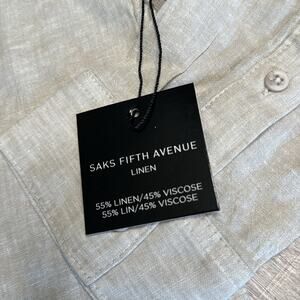 SAKS FIFTH AVENUE
LINEN
55% LINEN/45% VISCOSE
55% LIN/45% VISCOSE